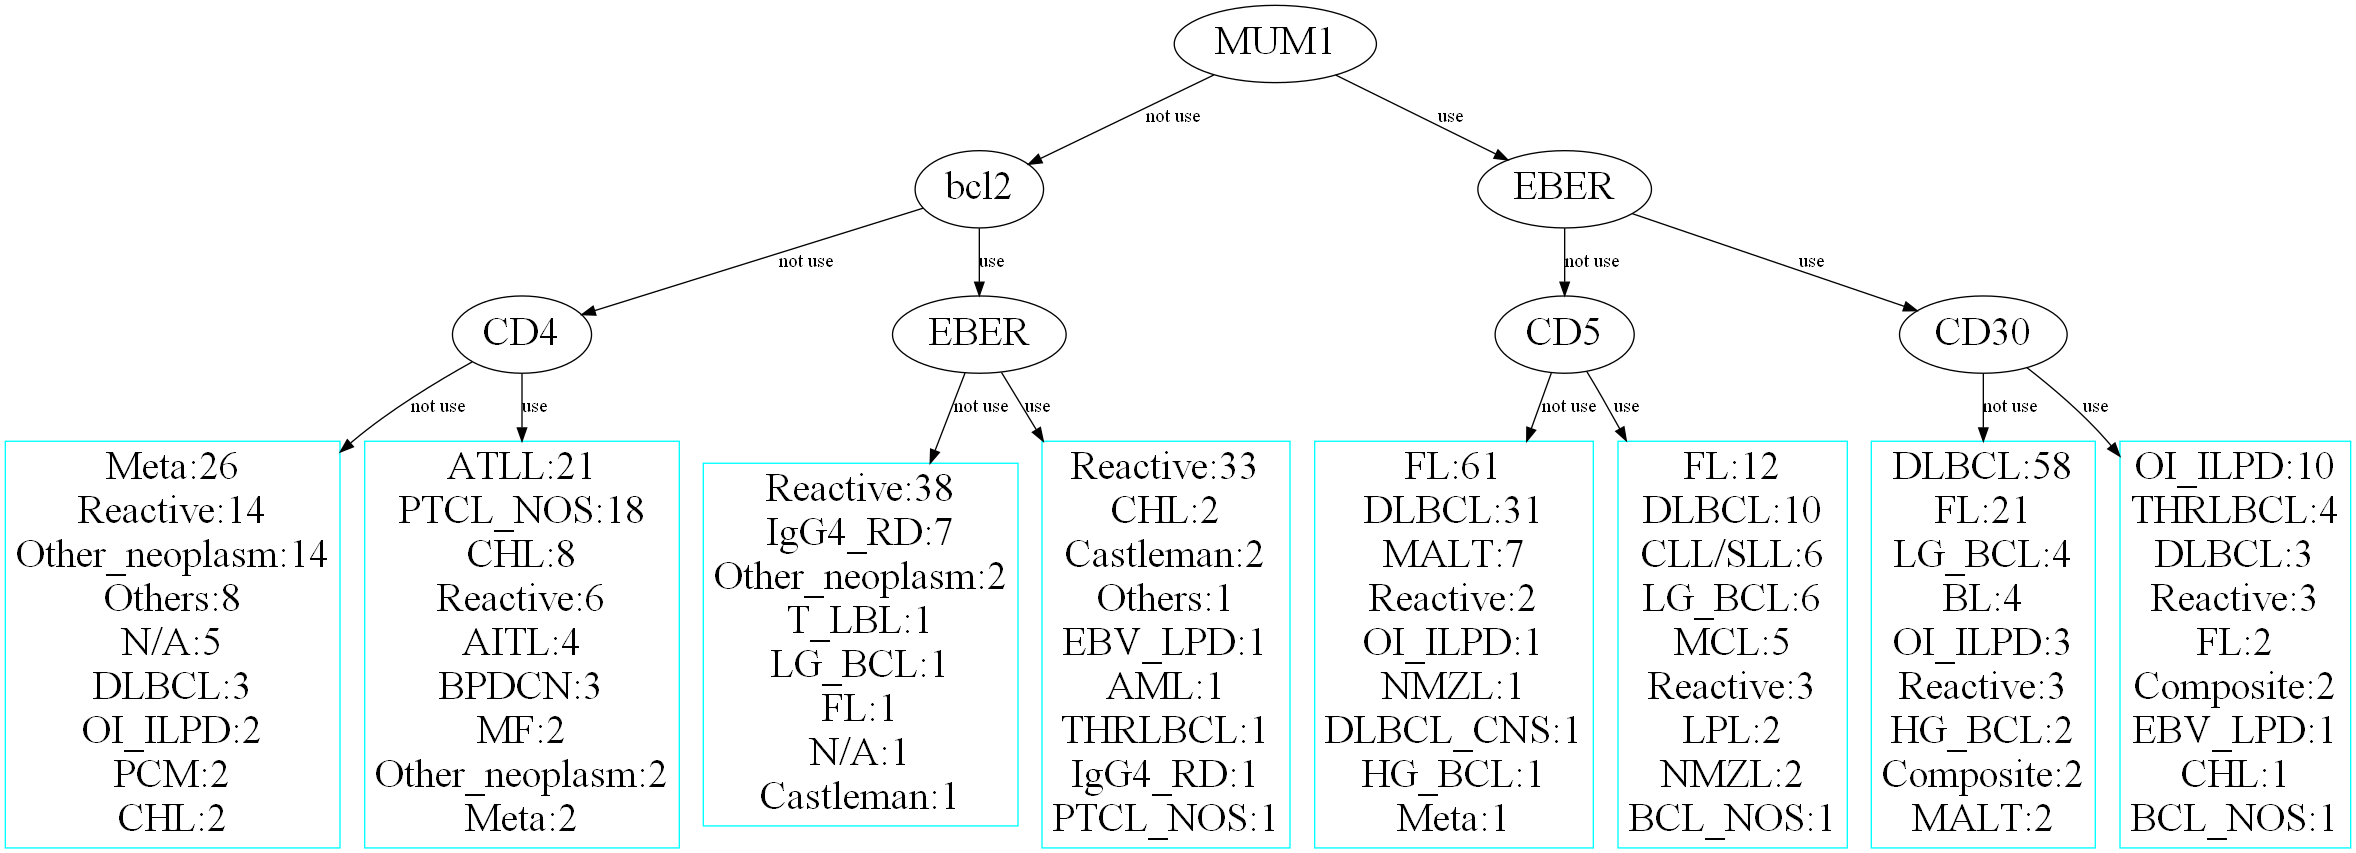 MUM1
not use
use
bcl2
EBER
not use
use
not use
use
CD4
EBER
CD5
CD30
not use
use
not use
use
not use
use
not use
use
Meta:26
Reactive:14
Other_neoplasm:14
Others:8
N/A:5
DLBCL:3
OI_ILPD:2
PCM:2
CHL:2
ATLL:21
PTCL_NOS:18
CHL:8
Reactive:6
AITL:4
BPDCN:3
MF:2
Other_neoplasm:2
Meta:2
Reactive:38
IgG4_RD:7
Other_neoplasm:2
T_LBL:1
LG_BCL:1
FL:1
N/A:1
Castleman:1
Reactive:33
CHL:2
Castleman:2
Others:1
EBV_LPD:1
AML:1
THRLBCL:1
IgG4_RD:1
PTCL_NOS:1
FL:61
DLBCL:31
MALT:7
Reactive:2
OI_ILPD:1
NMZL:1
DLBCL_CNS:1
HG_BCL:1
Meta:1
FL:12
DLBCL:10
CLL/SLL:6
LG_BCL:6
MCL:5
Reactive:3
LPL:2
NMZL:2
BCL_NOS:1
DLBCL:58
FL:21
LG_BCL:4
BL:4
OI_ILPD:3
Reactive:3
HG_BCL:2
Composite:2
MALT:2
OI_ILPD:10
THRLBCL:4
DLBCL:3
Reactive:3
FL:2
Composite:2
EBV_LPD:1
CHL:1
BCL_NOS:1